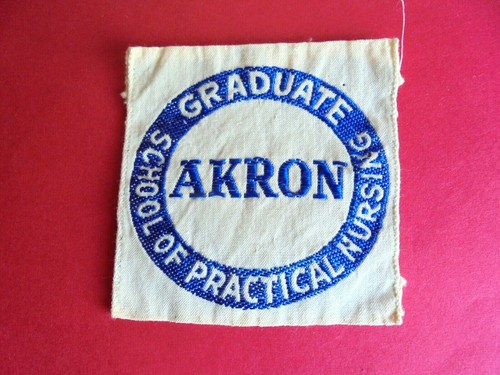 GRADUATE
AKRON
SCHOOL OF PRACTICAL NURSING